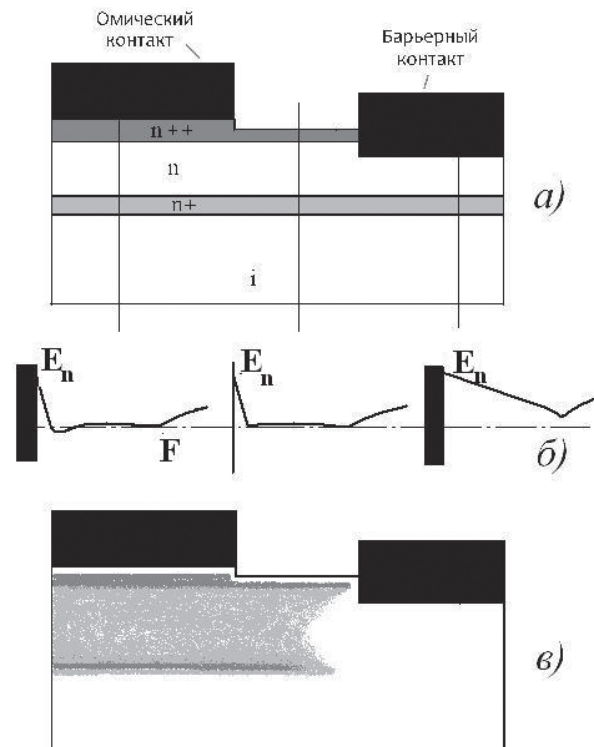 Омический
контакт
Барьерный
контакт
n ++
n
n+
i
а)
En
En
En
F
б)
в)